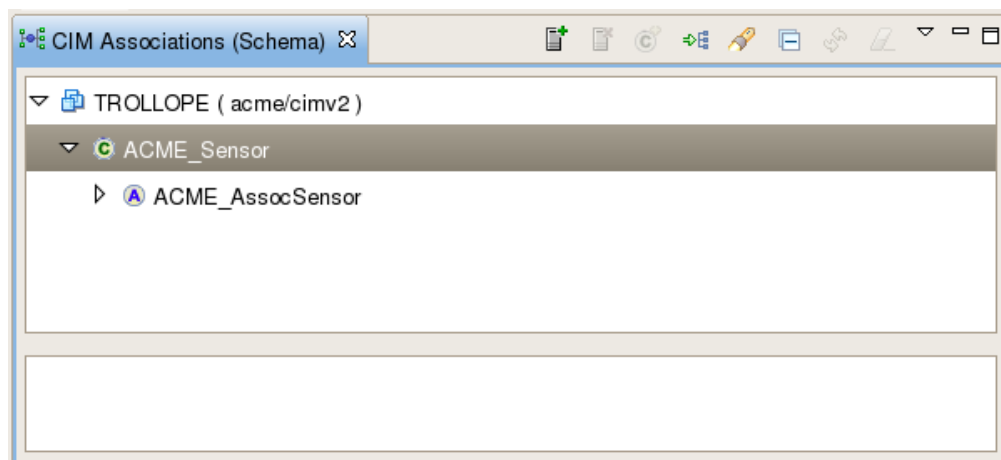 CIM Associations (Schema)
TROLLOPE ( acme/cimv2 )
C ACME_Sensor
A ACME_AssocSensor